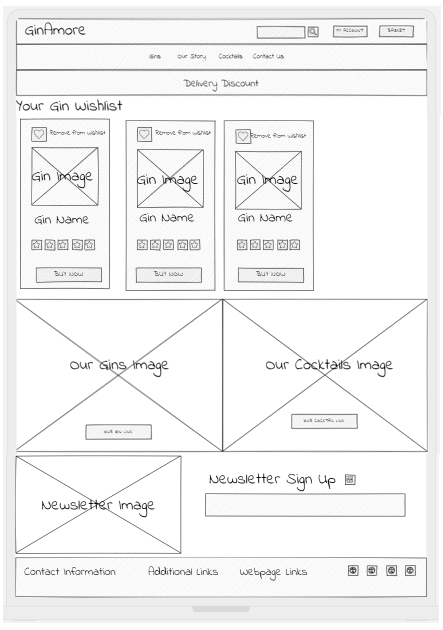 GinAmore
MY ACCOUNT BASKET
Gins Our Story Cocktails Contact Us
Delivery Discount
Your Gin Wishlist
Remove from wishlist Remove from wishlist Remove from wishlist
Gin Image Gin Image Gin Image
Gin Name Gin Name Gin Name
BUY NOW BUY NOW BUY NOW
Our Gins Image Our Cocktails Image
OUR GIN LINK OUR COCKTAIL LINK
Newsletter Sign Up
Newsletter Image
Contact Information Additional Links Webpage Links